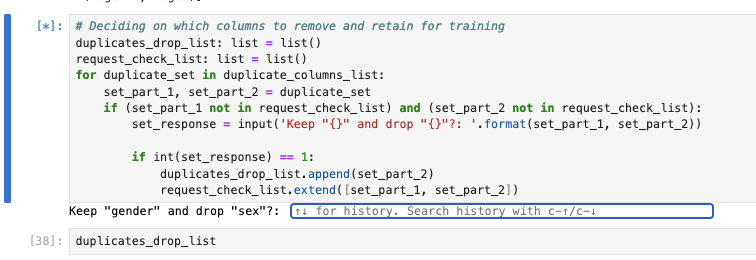 [*]: # Deciding on which columns to remove and retain for training
duplicates_drop_list: list = list()
request_check_list: list = list()
for duplicate_set in duplicate_columns_list:
    set_part_1, set_part_2 = duplicate_set
    if (set_part_1 not in request_check_list) and (set_part_2 not in request_check_list):
        set_response = input('Keep "{}" and drop "{}"?: '.format(set_part_1, set_part_2))
        if int(set_response) == 1:
            duplicates_drop_list.append(set_part_2)
            request_check_list.extend([set_part_1, set_part_2])
Keep "gender" and drop "sex"?: ↑↓ for history. Search history with c-↑/c-↓
[38]: duplicates_drop_list